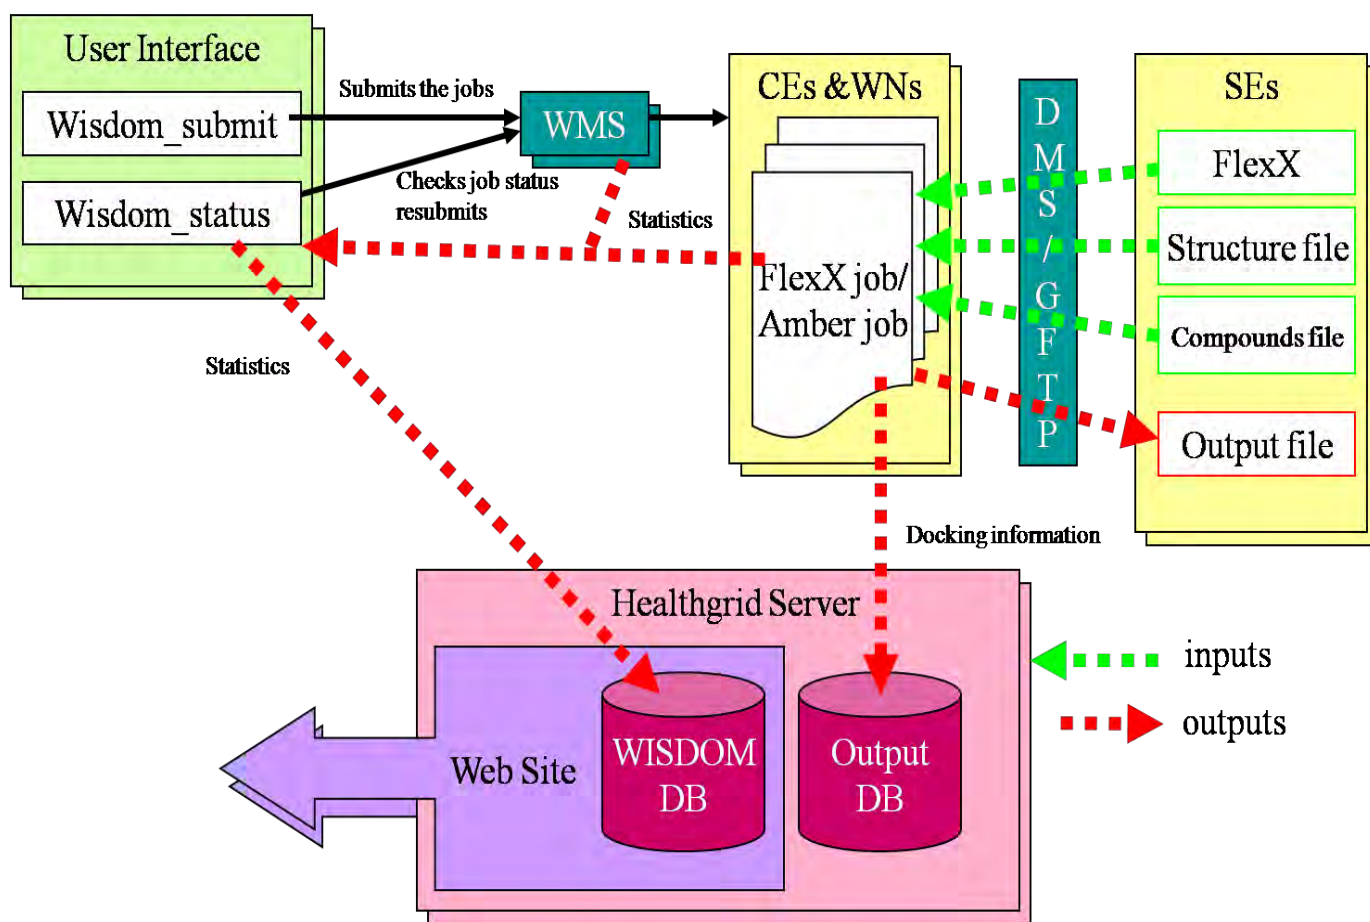 User Interface
Wisdom_submit
Wisdom_status
Submits the jobs
Checks job status
resubmits
WMS
Statistics
CEs &WNs
FlexX job/
Amber job
D
M
S
/
G
F
T
P
SEs
FlexX
Structure file
Compounds file
Output file
Statistics
Docking information
Healthgrid Server
Web Site
WISDOM
DB
Output
DB
inputs
outputs